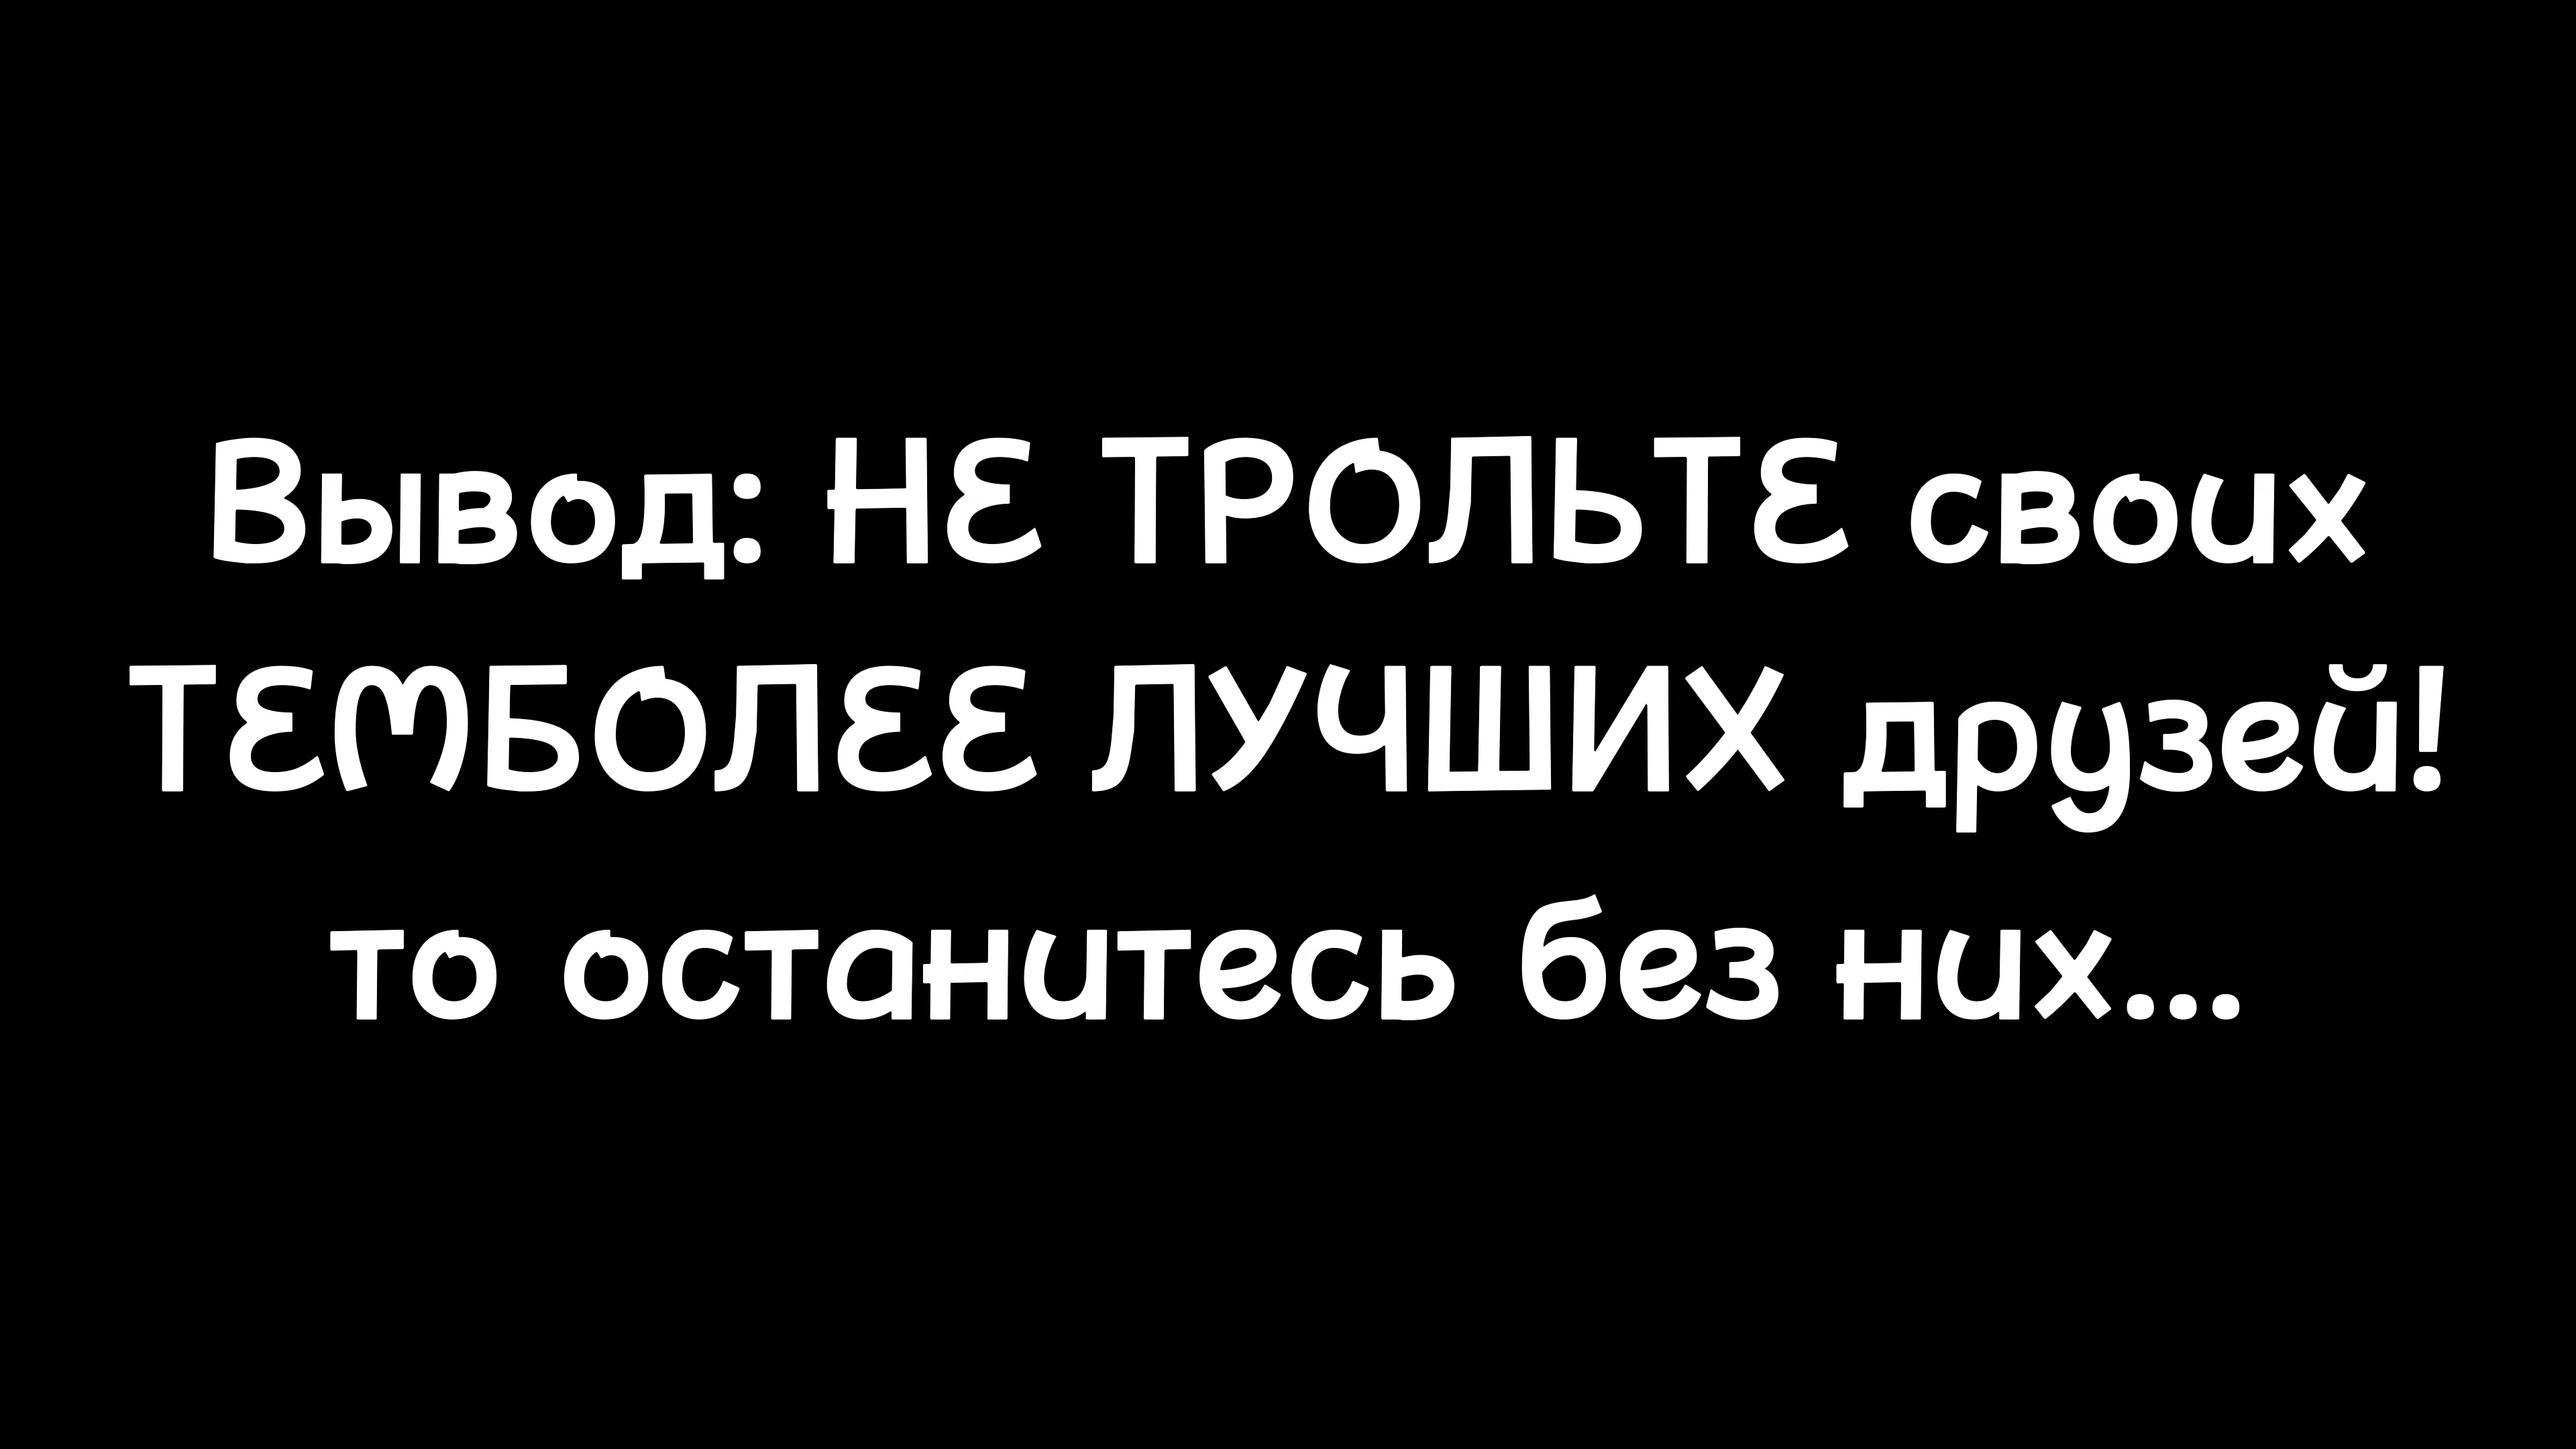 Вывод: НЕ ТРОЛЬТЕ своих
ТЕМБОЛЕЕ ЛУЧШИХ друзей!
то останитесь без них...